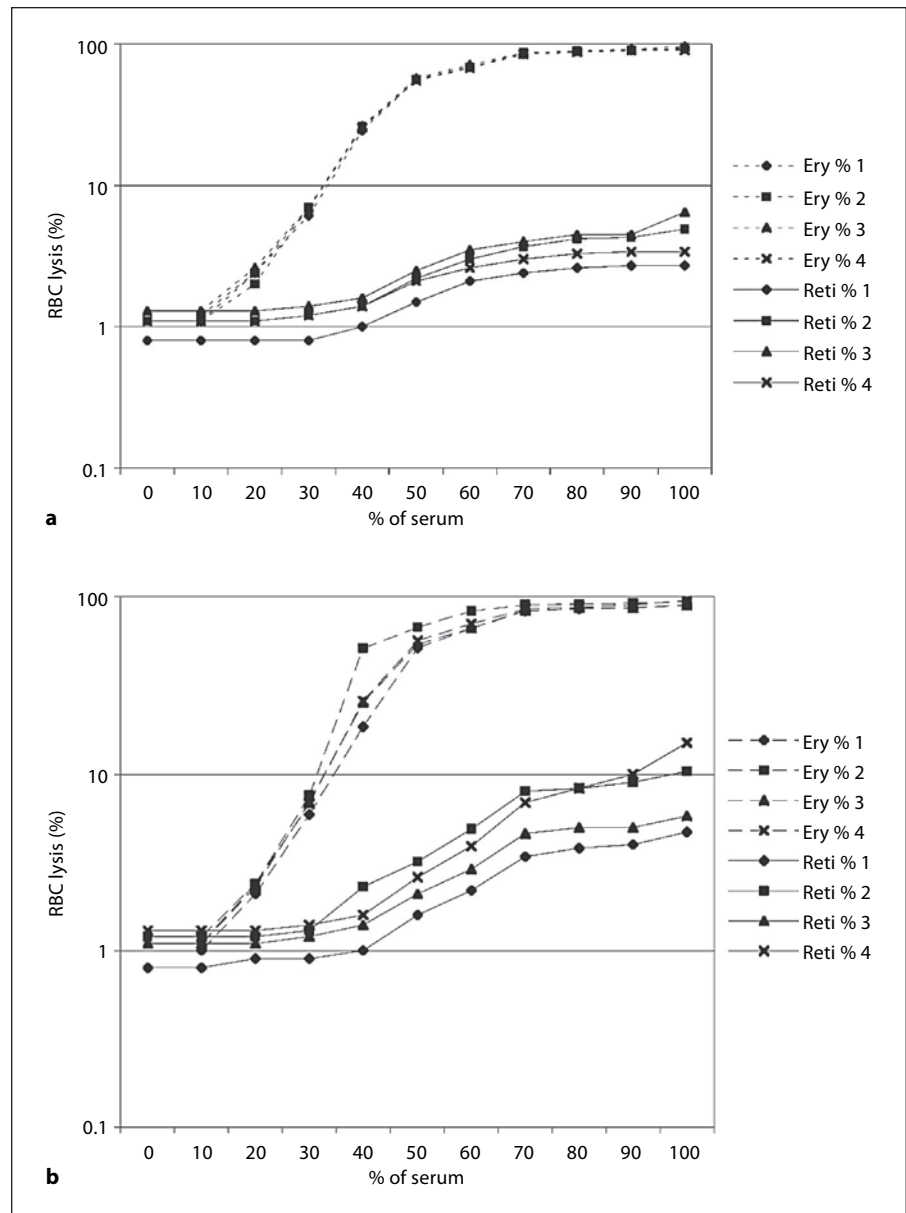 100
10
1
0.1
RBC lysis (%)
0 10 20 30 40 50 60 70 80 90 100
% of serum
a
Ery % 1
Ery % 2
Ery % 3
Ery % 4
Reti % 1
Reti % 2
Reti % 3
Reti % 4
100
10
1
0.1
RBC lysis (%)
0 10 20 30 40 50 60 70 80 90 100
% of serum
b
Ery % 1
Ery % 2
Ery % 3
Ery % 4
Reti % 1
Reti % 2
Reti % 3
Reti % 4